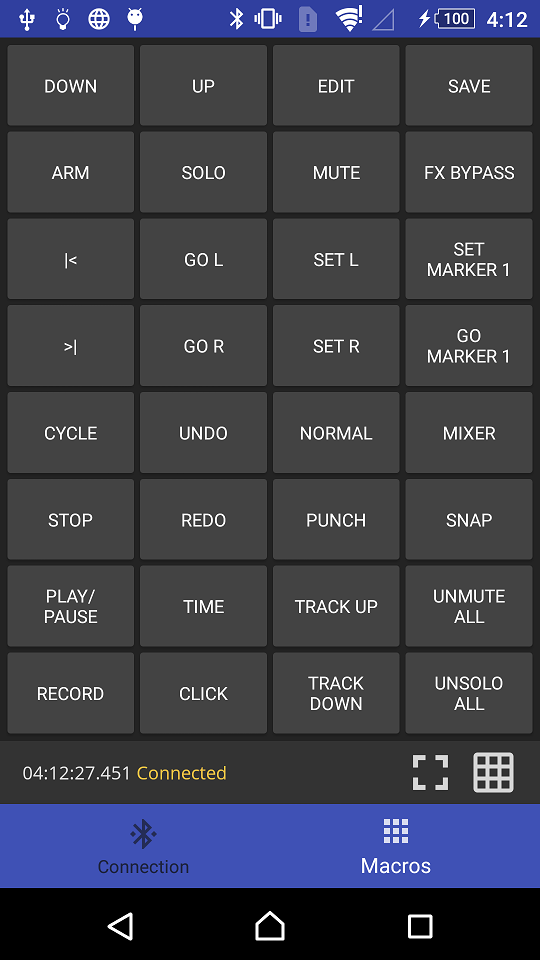 100 4:12
DOWN UP EDIT SAVE
ARM SOLO MUTE FX BYPASS
|< GO L SET L SET
MARKER 1
>| GO R SET R GO
MARKER 1
CYCLE UNDO NORMAL MIXER
STOP REDO PUNCH SNAP
PLAY/
PAUSE TIME TRACK UP UNMUTE
ALL
RECORD CLICK TRACK
DOWN UNSOLO
ALL
04:12:27.451 Connected
Connection Macros